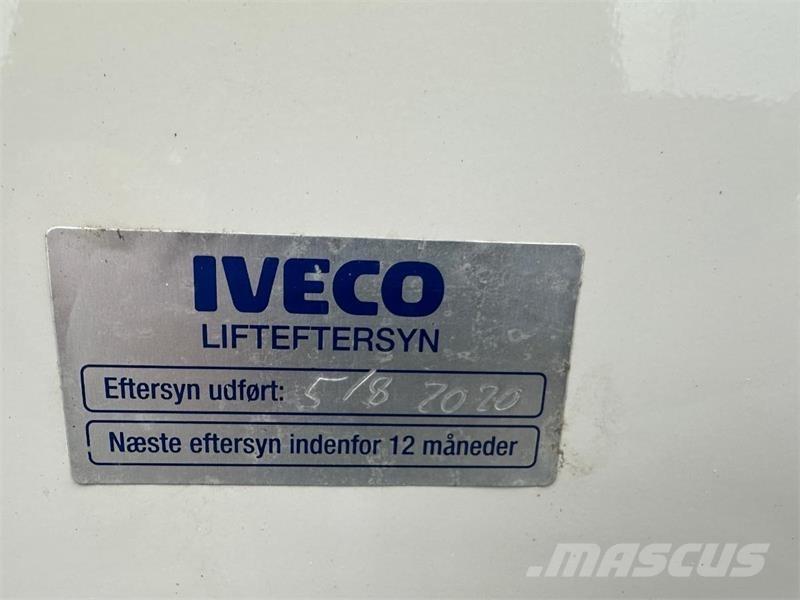 IVECO
LIFTEFTERSYN
Eftersyn udført: 5/8 2020
Næste eftersyn indenfor 12 måneder
MASCUS